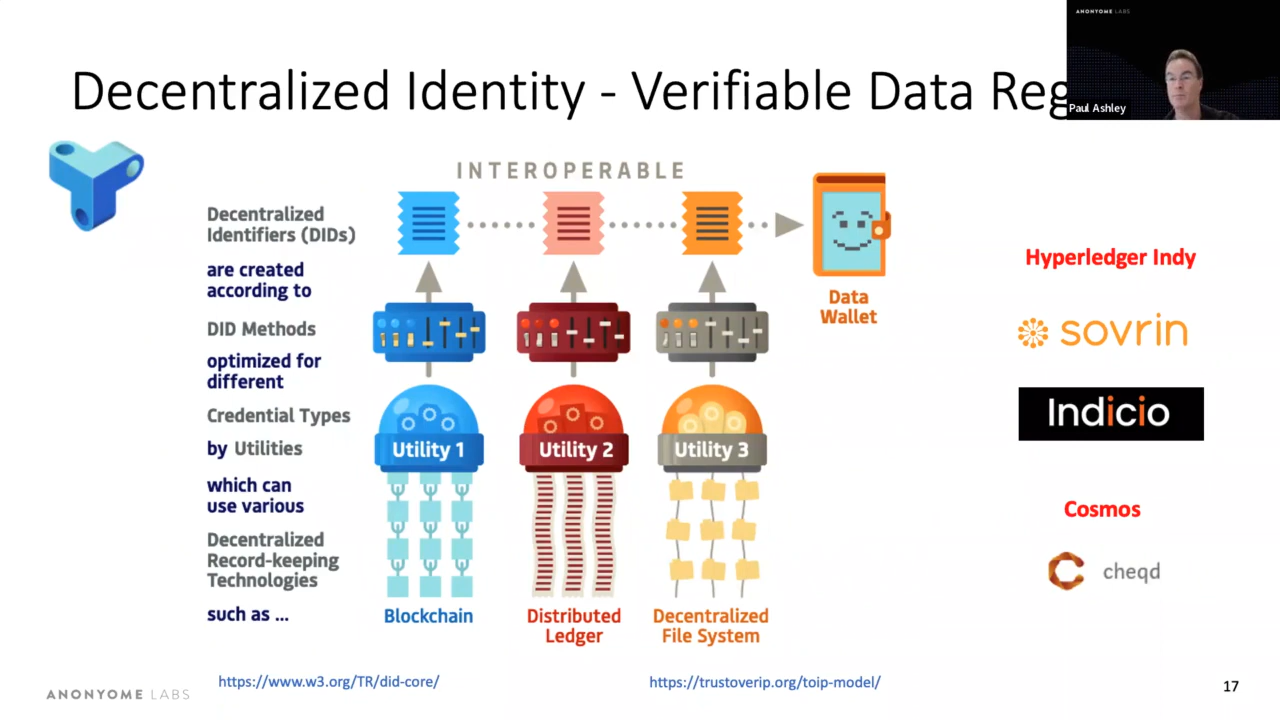 ANONYOME LABS
Decentralized Identity - Verifiable Data Reg
Paul Ashley
INTEROPERABLE
Decentralized
Identifiers (DIDs)
are created
according to
DID Methods
optimized for
different
Credential Types
by Utilities
which can
use various
Decentralized
Record-keeping
Technologies
such as ...
Utility 1
Utility 2
Utility 3
Blockchain
Distributed
Ledger
Decentralized
File System
Data
Wallet
Hyperledger Indy
sovrin
Indicio
Cosmos
cheqd
ANONYOME LABS
https://www.w3.org/TR/did-core/
https://trustoverip.org/toip-model/
17